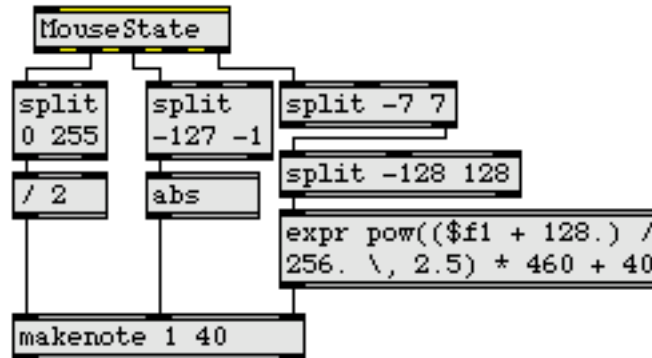 MouseState
split
0 255
split
-127 -1
split -7 7
split -128 128
/ 2
abs
expr pow(($f1 + 128.) /
256. \, 2.5) * 460 + 40
makenote 1 40